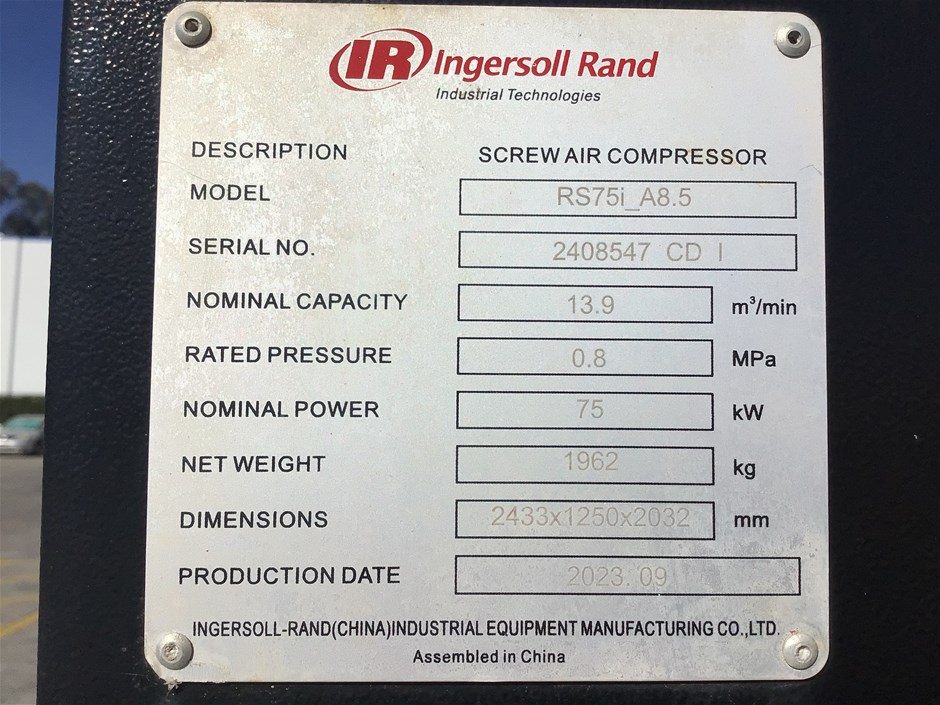 IR Ingersoll Rand
Industrial Technologies
DESCRIPTION SCREW AIR COMPRESSOR
MODEL RS75i_A8.5
SERIAL NO. 2408547 CD I
NOMINAL CAPACITY 13.9 m³/min
RATED PRESSURE 0.8 MPa
NOMINAL POWER 75 kW
NET WEIGHT 1962 kg
DIMENSIONS 2433x1250x2032 mm
PRODUCTION DATE 2023. 09
INGERSOLL-RAND(CHINA)INDUSTRIAL EQUIPMENT MANUFACTURING CO.,LTD.
Assembled in China